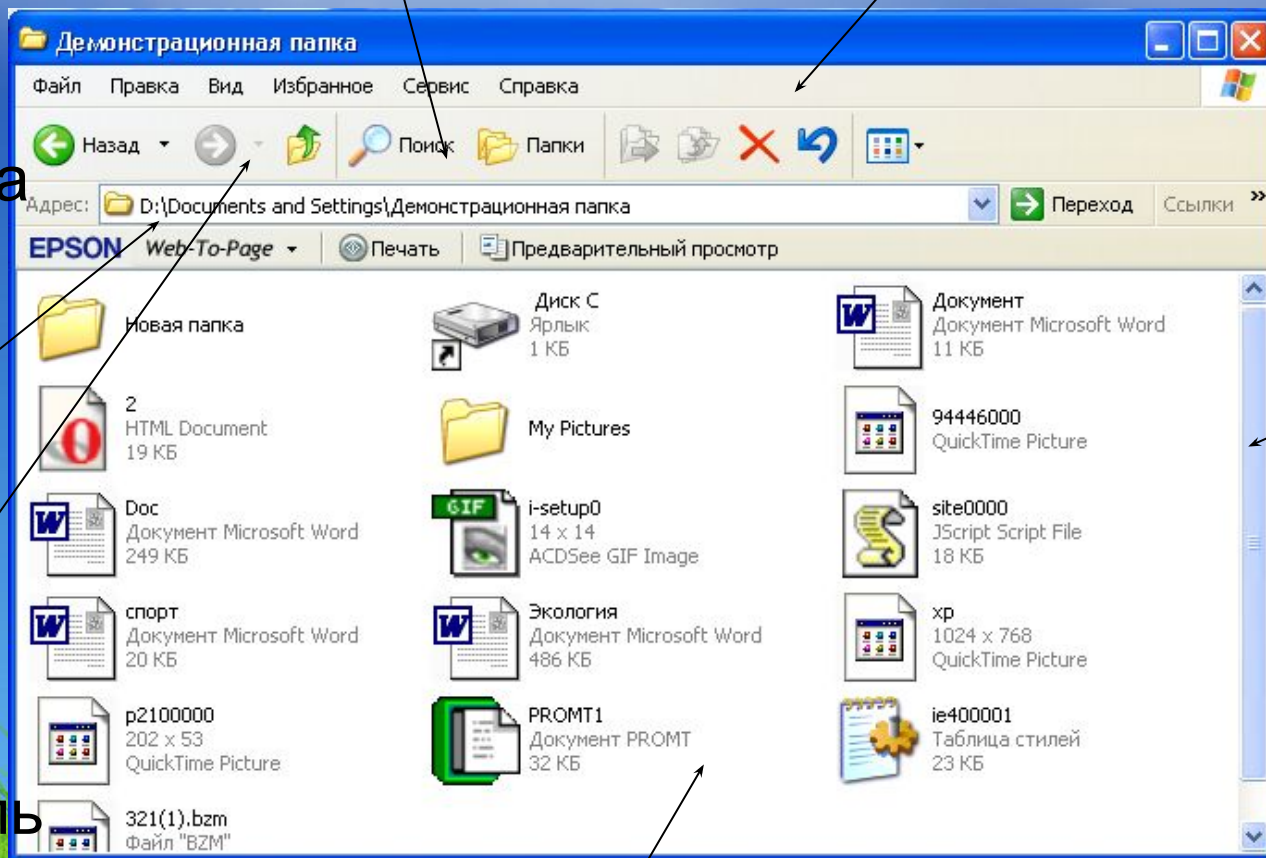 Демонстрационная папка
Файл Правка Вид Избранное Сервис Справка
Назад Поиск Папки
Адрес: D:\Documents and Settings\Демонстрационная папка Переход Ссылки »
EPSON Web-To-Page Печать Предварительный просмотр
а
Новая папка
Диск C
Ярлык
1 КБ
Документ
Документ Microsoft Word
11 КБ
2
HTML Document
19 КБ
My Pictures
94446000
QuickTime Picture
Doc
Документ Microsoft Word
249 КБ
i-setup0
14 x 14
ACDSee GIF Image
site0000
JScript Script File
18 КБ
спорт
Документ Microsoft Word
20 КБ
Экология
Документ Microsoft Word
486 КБ
xp
1024 x 768
QuickTime Picture
p2100000
202 x 53
QuickTime Picture
PROMT1
Документ PROMT
32 КБ
ie400001
Таблица стилей
23 КБ
321(1).bzm
Файл "BZM"
ь